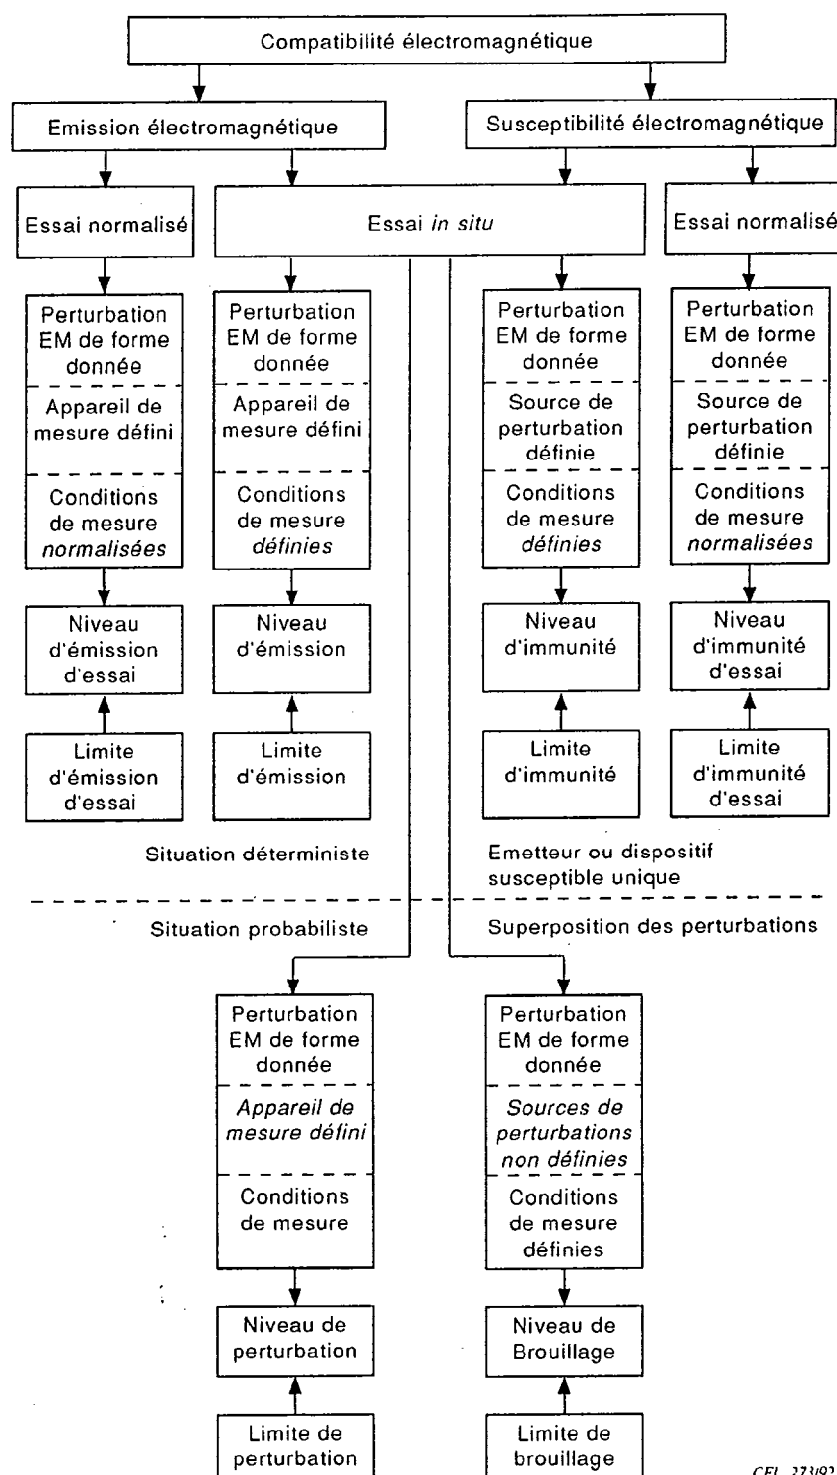 Compatibilité électromagnétique
Emission électromagnétique
Susceptibilité électromagnétique
Essai normalisé
Essai in situ
Essai normalisé
Perturbation
EM de forme
donnée
Appareil de
mesure défini
Conditions
de mesure
normalisées
Perturbation
EM de forme
donnée
Appareil de
mesure défini
Conditions
de mesure
définies
Perturbation
EM de forme
donnée
Source de
perturbation
définie
Conditions
de mesure
définies
Perturbation
EM de forme
donnée
Source de
perturbation
définie
Conditions
de mesure
normalisées
Niveau
d'émission
d'essai
Niveau
d'émission
Niveau
d'immunité
Niveau
d'immunité
d'essai
Limite
d'émission
d'essai
Limite
d'émission
Limite
d'immunité
Limite
d'immunité
d'essai
Situation déterministe
Emetteur ou dispositif
susceptible unique
Situation probabiliste
Superposition des perturbations
Perturbation
EM de forme
donnée
Appareil de
mesure défini
Conditions
de mesure
Perturbation
EM de forme
donnée
Sources de
perturbations
non définies
Conditions
de mesure
définies
Niveau de
perturbation
Niveau de
Brouillage
Limite de
perturbation
Limite de
brouillage
CEI 273/92